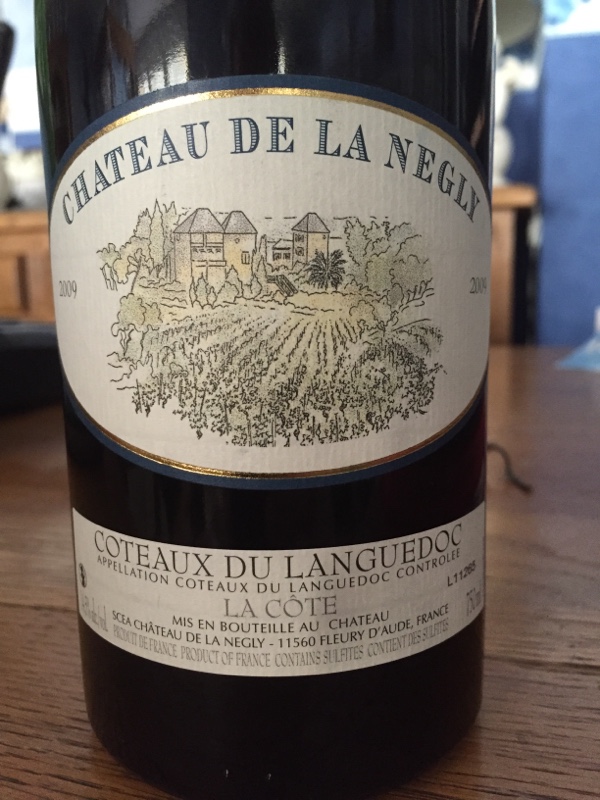 CHATEAU DE LA NEGLY
2009 2009
COTEAUX DU LANGUEDOC
APPELLATION COTEAUX DU LANGUEDOC CONTROLEE
L11265
LA CÔTE
MIS EN BOUTEILLE AU CHATEAU
SCEA CHÂTEAU DE LA NEGLY - 11560 FLEURY D'AUDE, FRANCE
PRODUIT DE FRANCE PRODUCT OF FRANCE CONTAINS SULFITES CONTIENT DES SULFITES